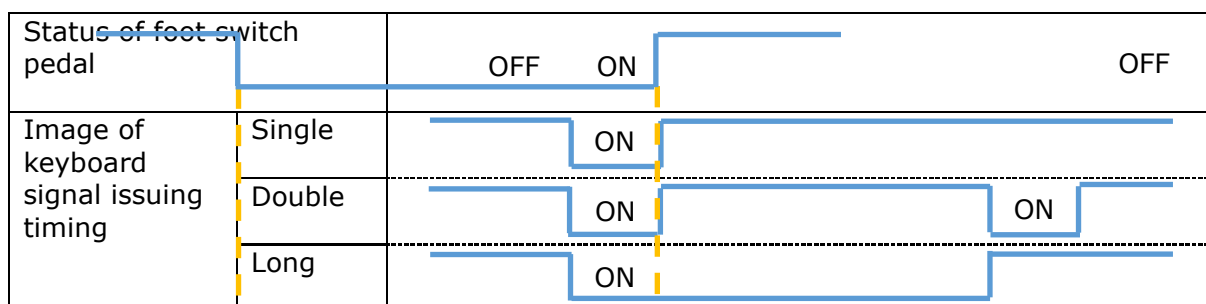 Status of foot switch
pedal
OFF ON OFF
Image of
keyboard
signal issuing
timing
Single
ON
Double
ON ON
Long
ON